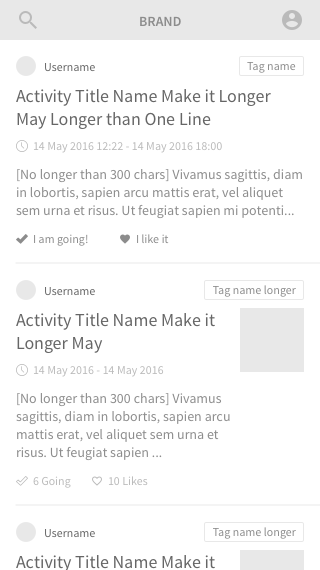 BRAND
Username
Tag name
Activity Title Name Make it Longer
May Longer than One Line
14 May 2016 12:22 - 14 May 2016 18:00
[No longer than 300 chars] Vivamus sagittis, diam
in lobortis, sapien arcu mattis erat, vel aliquet
sem urna et risus. Ut feugiat sapien mi potenti...
I am going!
I like it
Username
Tag name longer
Activity Title Name Make it
Longer May
14 May 2016 - 14 May 2016
[No longer than 300 chars] Vivamus
sagittis, diam in lobortis, sapien arcu
mattis erat, vel aliquet sem urna et
risus. Ut feugiat sapien ...
6 Going
10 Likes
Username
Tag name longer
Activity Title Name Make it